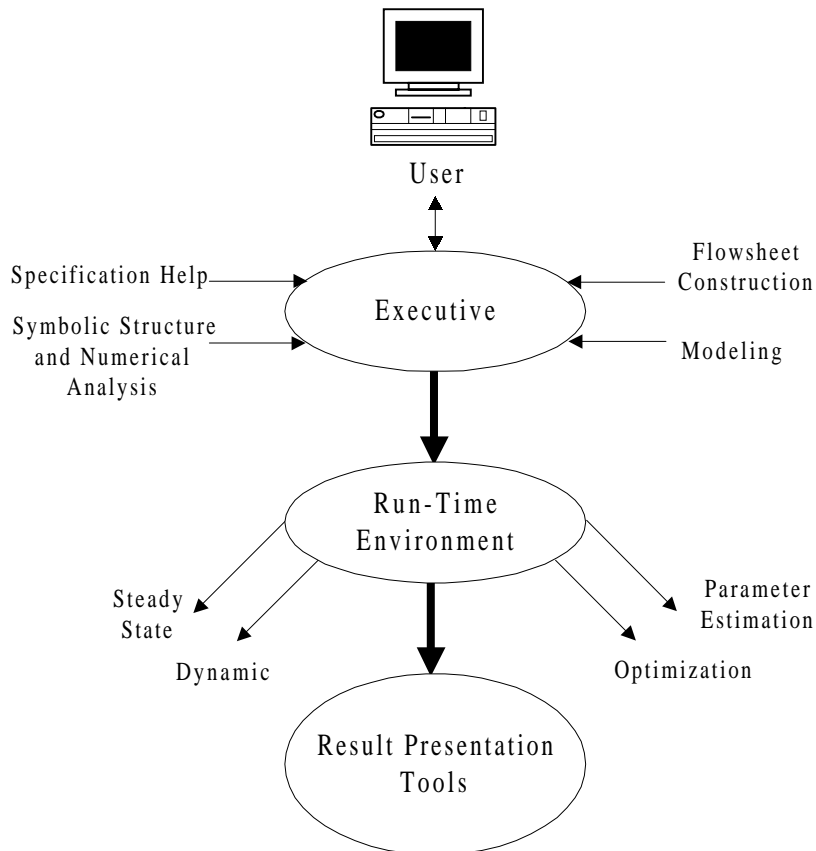 User
Specification Help
Flowsheet
Construction
Executive
Symbolic Structure
and Numerical
Analysis
Modeling
Run-Time
Environment
Steady
State
Dynamic
Parameter
Estimation
Optimization
Result Presentation
Tools